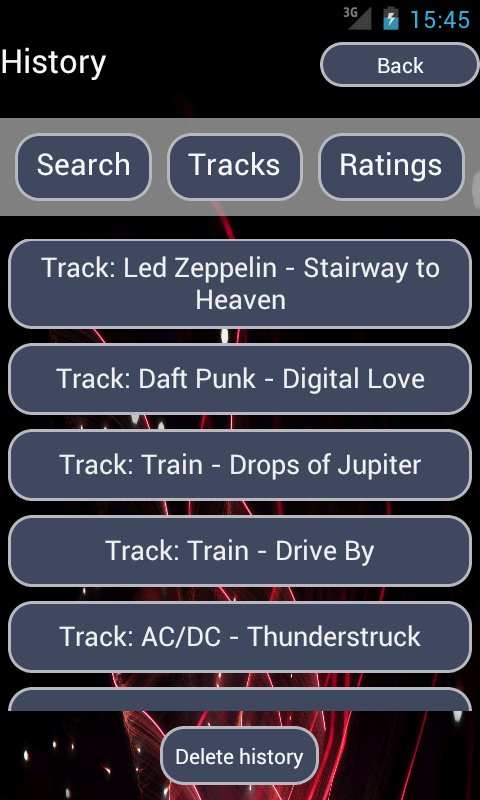 3G 15:45
History
Back
Search
Tracks
Ratings
Track: Led Zeppelin - Stairway to
Heaven
Track: Daft Punk - Digital Love
Track: Train - Drops of Jupiter
Track: Train - Drive By
Track: AC/DC - Thunderstruck
Delete history